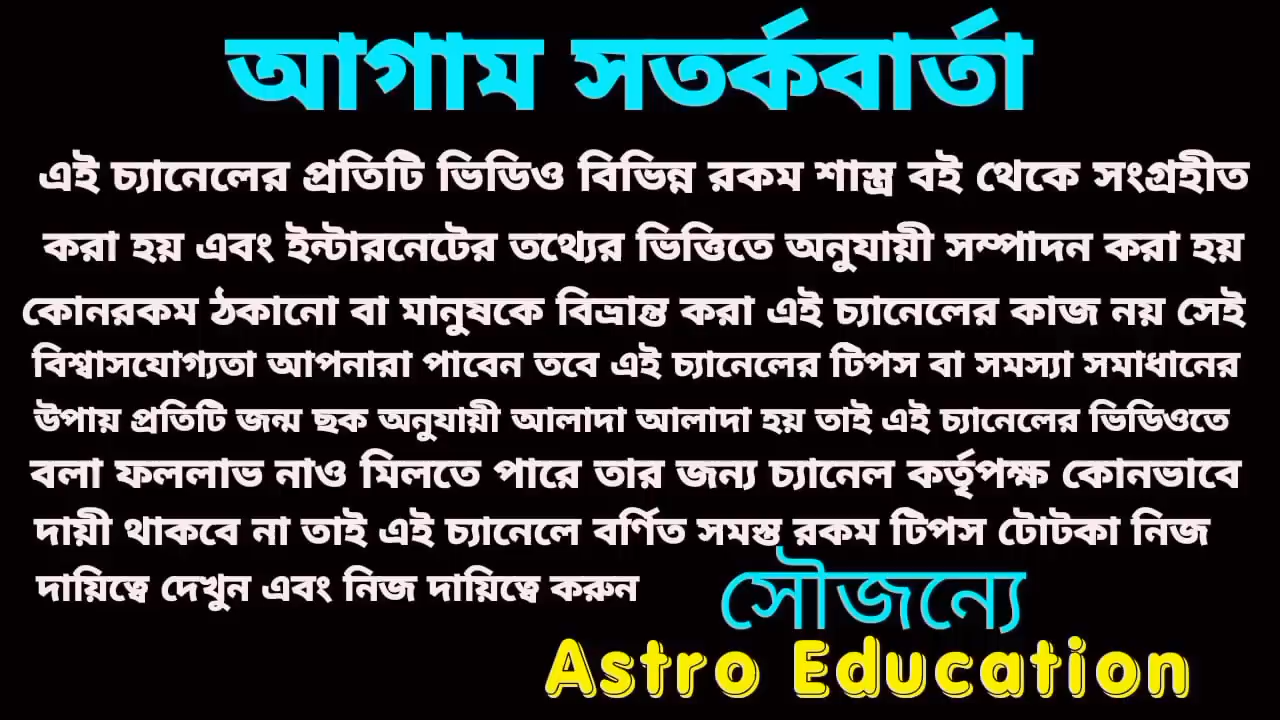 আগাম সতর্কবার্তা
এই চ্যানেলের প্রতিটি ভিডিও বিভিন্ন রকম শাস্ত্র বই থেকে সংগ্রহীত
করা হয় এবং ইন্টারনেটের তথ্যের ভিত্তিতে অনুযায়ী সম্পাদন করা হয়
কোনরকম ঠকানো বা মানুষকে বিভ্রান্ত করা এই চ্যানেলের কাজ নয় সেই
বিশ্বাসযোগ্যতা আপনারা পাবেন তবে এই চ্যানেলের টিপস বা সমস্যা সমাধানের
উপায় প্রতিটি জন্ম ছক অনুযায়ী আলাদা আলাদা হয় তাই এই চ্যানেলের ভিডিওতে
বলা ফললাভ নাও মিলতে পারে তার জন্য চ্যানেল কর্তৃপক্ষ কোনভাবে
দায়ী থাকবে না তাই এই চ্যানেলে বর্ণিত সমস্ত রকম টিপস টোটকা নিজ
দায়িত্বে দেখুন এবং নিজ দায়িত্বে করুন
সৌজন্যে
Astro Education